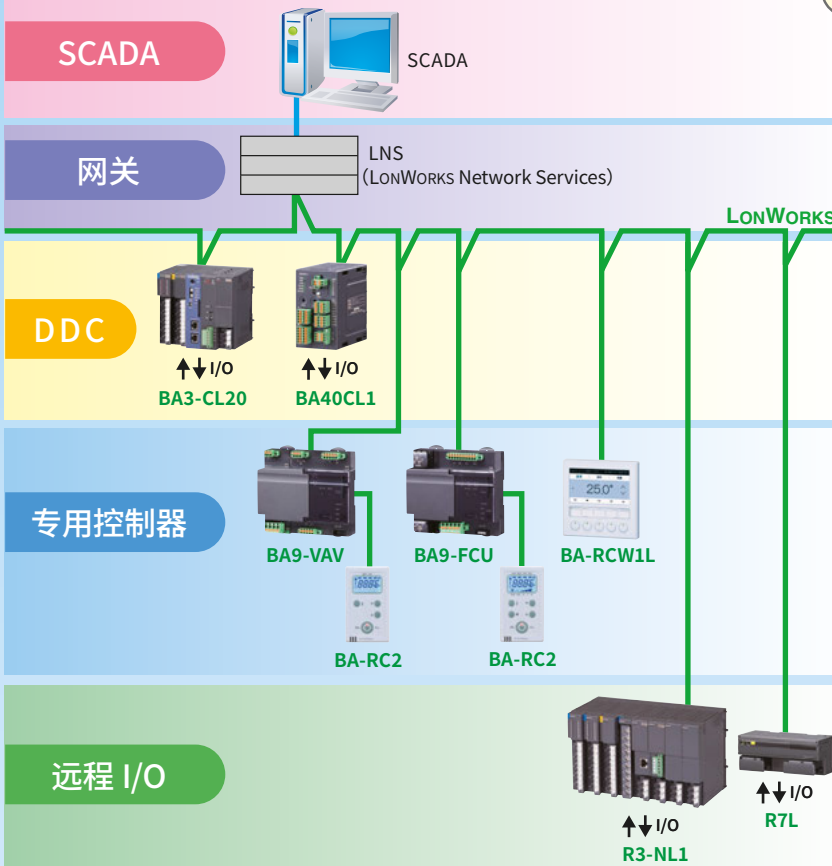 SCADA
SCADA
网关
LNS
（LONWORKS Network Services）
LONWORKS
DDC
I/O
BA3-CL20
I/O
BA40CL1
专用控制器
25.0°
BA9-VAV
BA9-FCU
BA-RCW1L
BA-RC2
BA-RC2
远程 I/O
I/O
R3-NL1
I/O
R7L